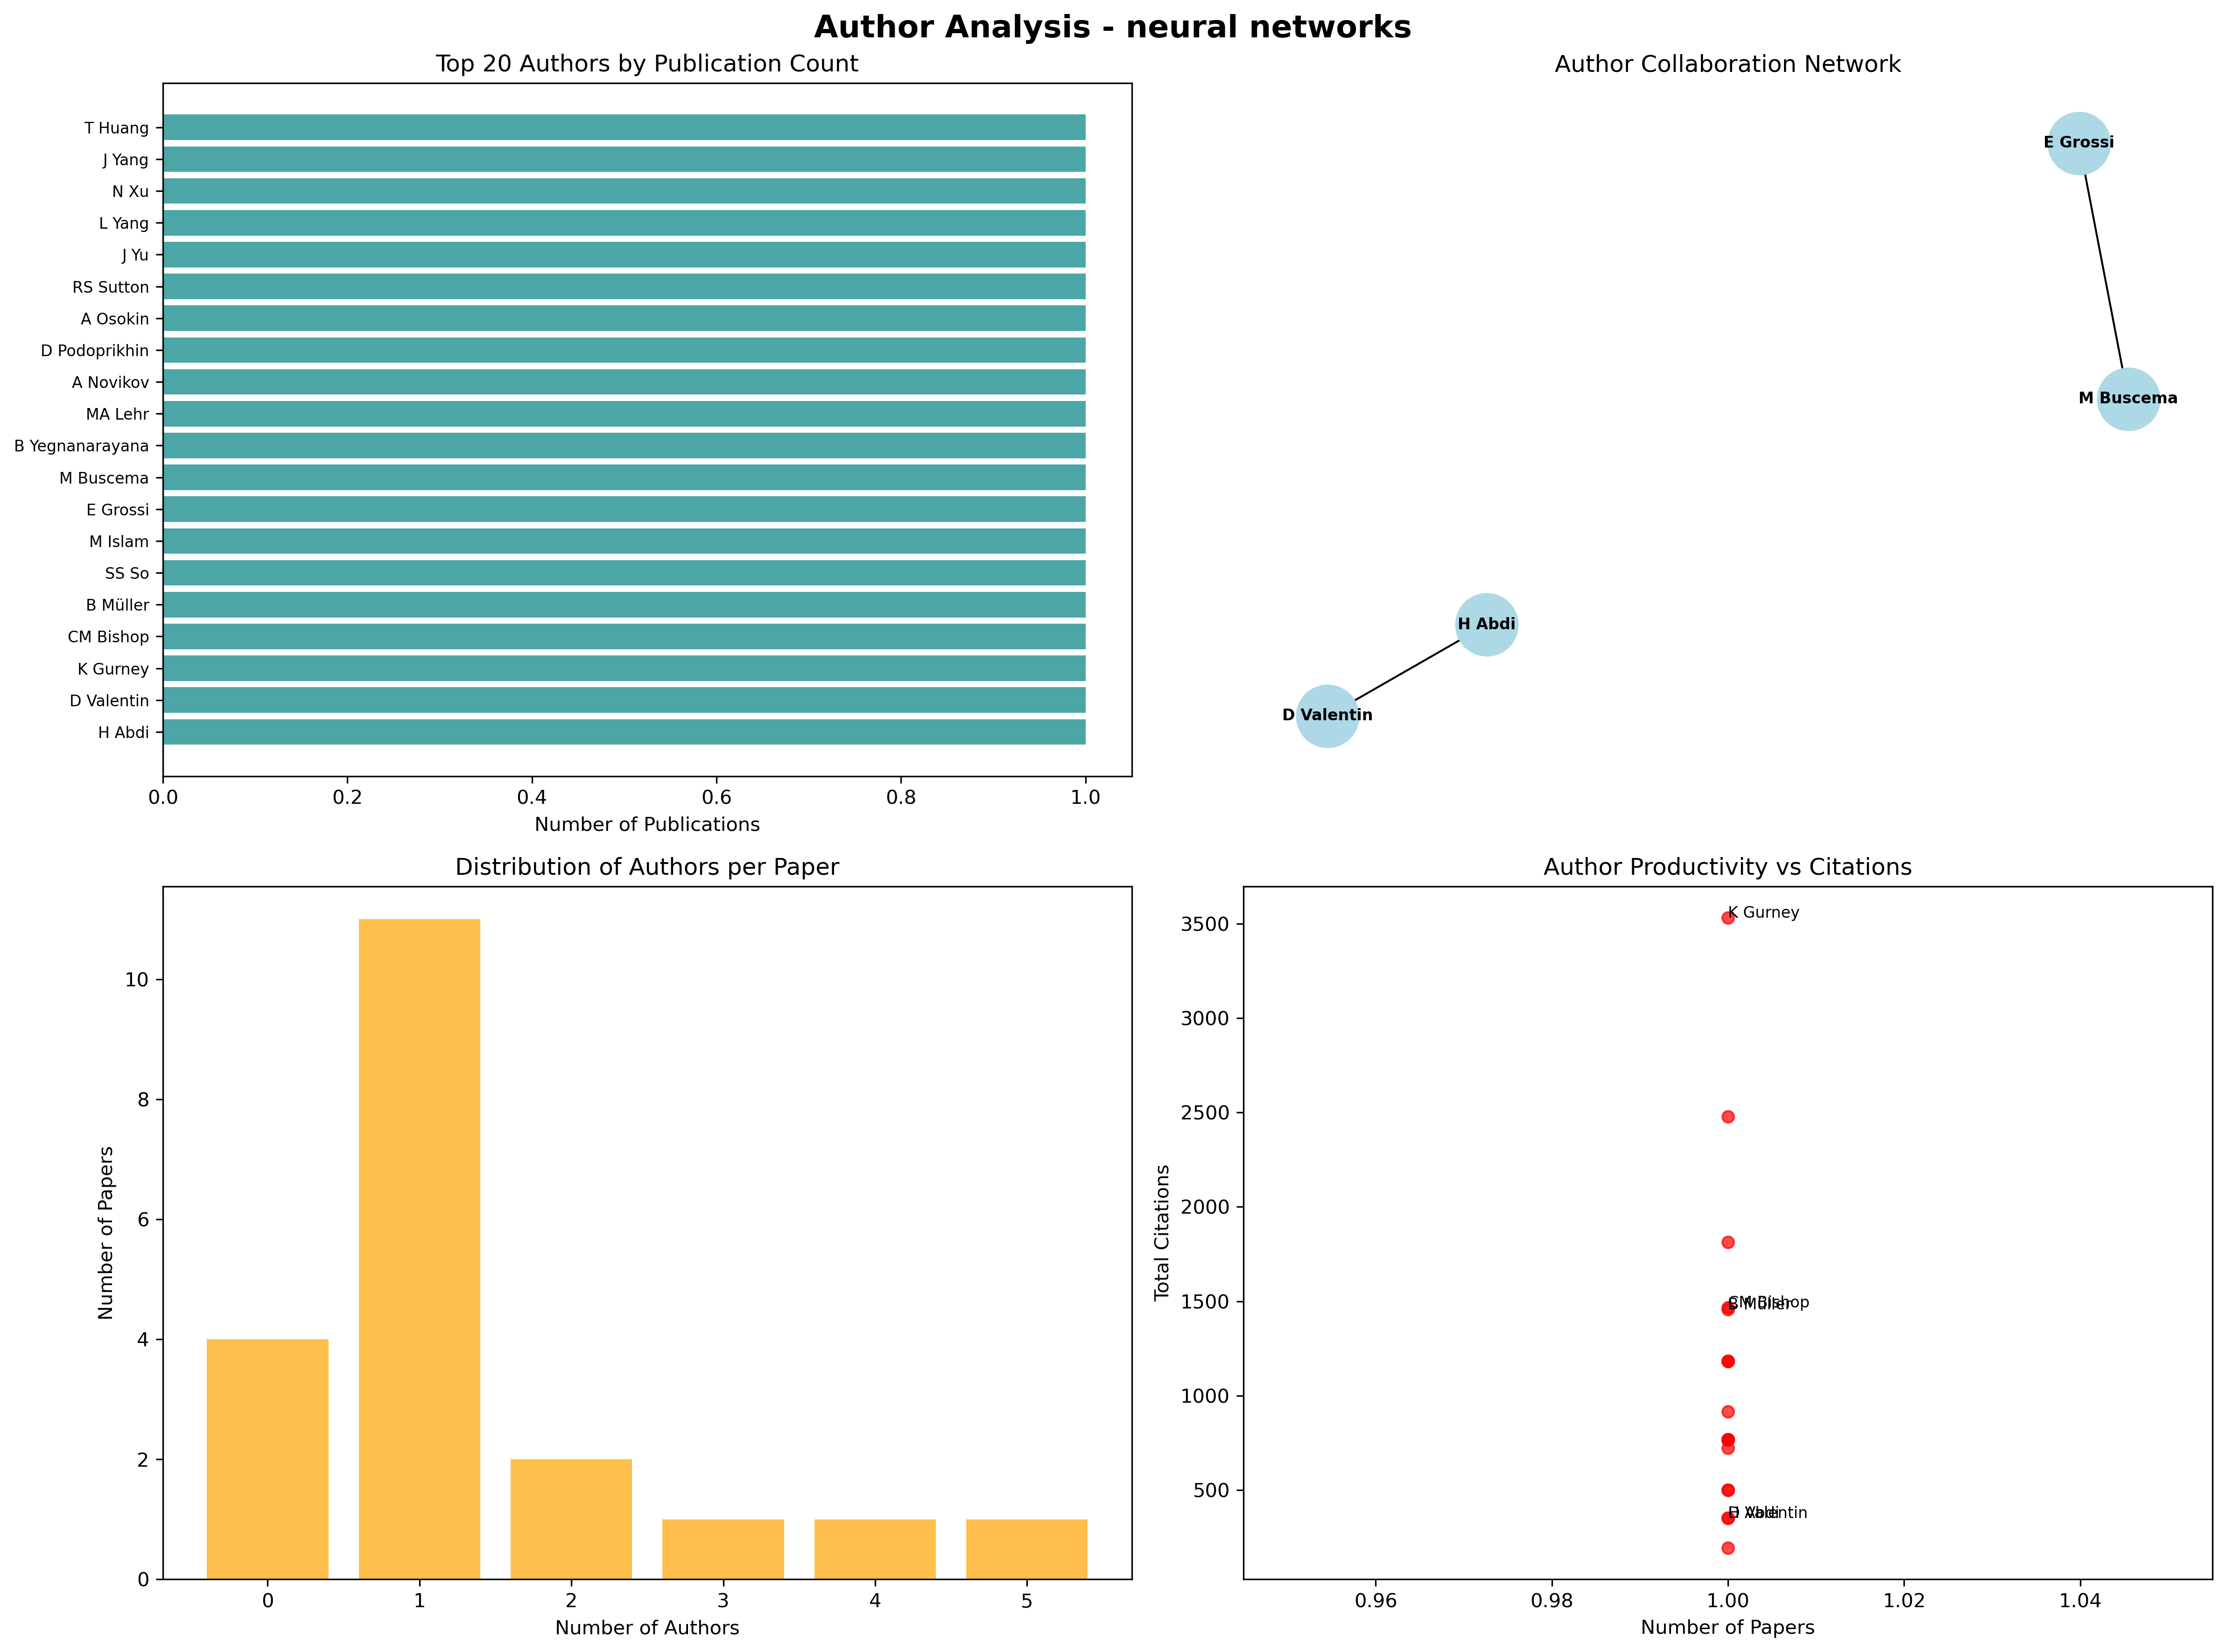 Author Analysis - neural networks
Top 20 Authors by Publication Count
T Huang
J Yang
N Xu
L Yang
J Yu
RS Sutton
A Osokin
D Podoprikhin
A Novikov
MA Lehr
B Yegnanarayana
M Buscema
E Grossi
M Islam
SS So
B Müller
CM Bishop
K Gurney
D Valentin
H Abdi
0.0 0.2 0.4 0.6 0.8 1.0
Number of Publications
Author Collaboration Network
E Grossi
M Buscema
H Abdi
D Valentin
Distribution of Authors per Paper
Number of Papers
10
8
6
4
2
0
0 1 2 3 4 5
Number of Authors
Author Productivity vs Citations
Total Citations
3500
3000
2500
2000
1500
1000
500
K Gurney
CM Bishop
B Müller
D Valentin
H Abdi
0.96 0.98 1.00 1.02 1.04
Number of Papers